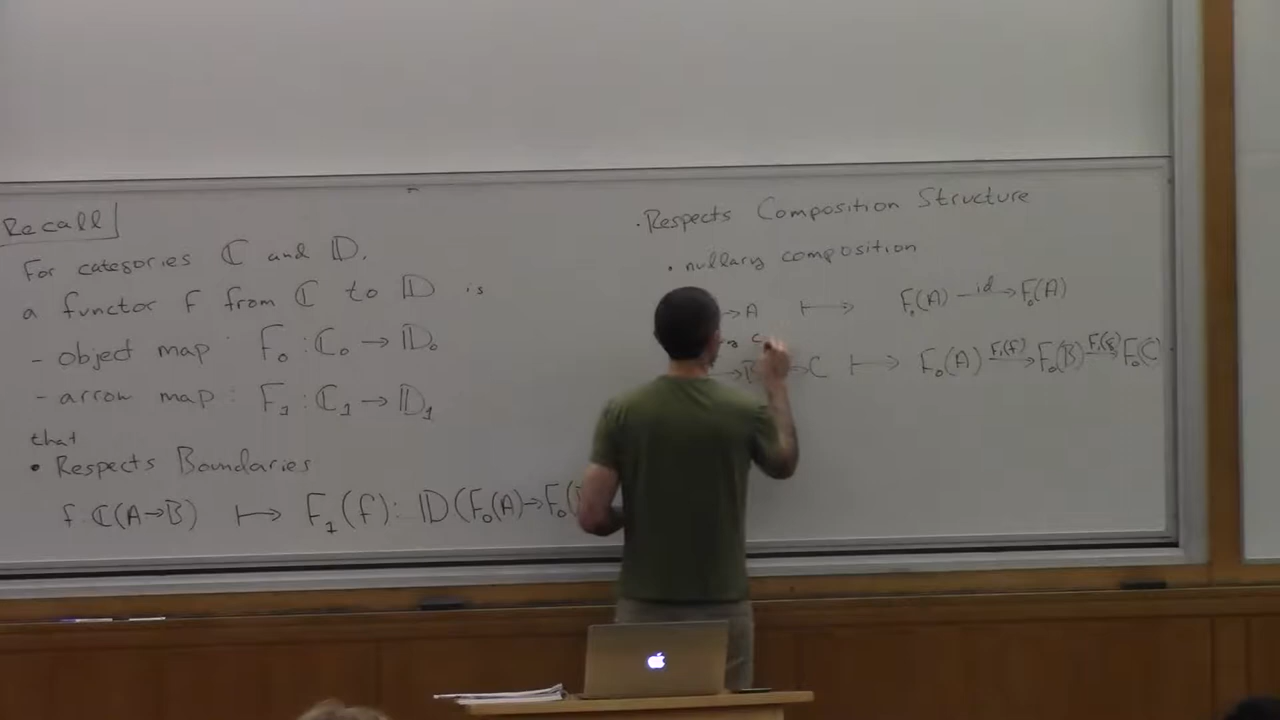 Recall
For categories ℂ and 𝔻,
a functor F from ℂ to 𝔻 is
- object map : F₀ : ℂ₀ → 𝔻₀
- arrow map : F₁ : ℂ₁ → 𝔻₁
that
• Respects Boundaries
f : ℂ(A→B) ⟼ F₁(f) : 𝔻(F₀(A)→F₀(
• Respects Composition Structure
• nullary composition
→ A ⟼ F₀(A) —id→ F₀(A)
→ C ⟼ F₀(A) —F₁(f)→ F₀(B) —F₁(g)→ F₀(C)